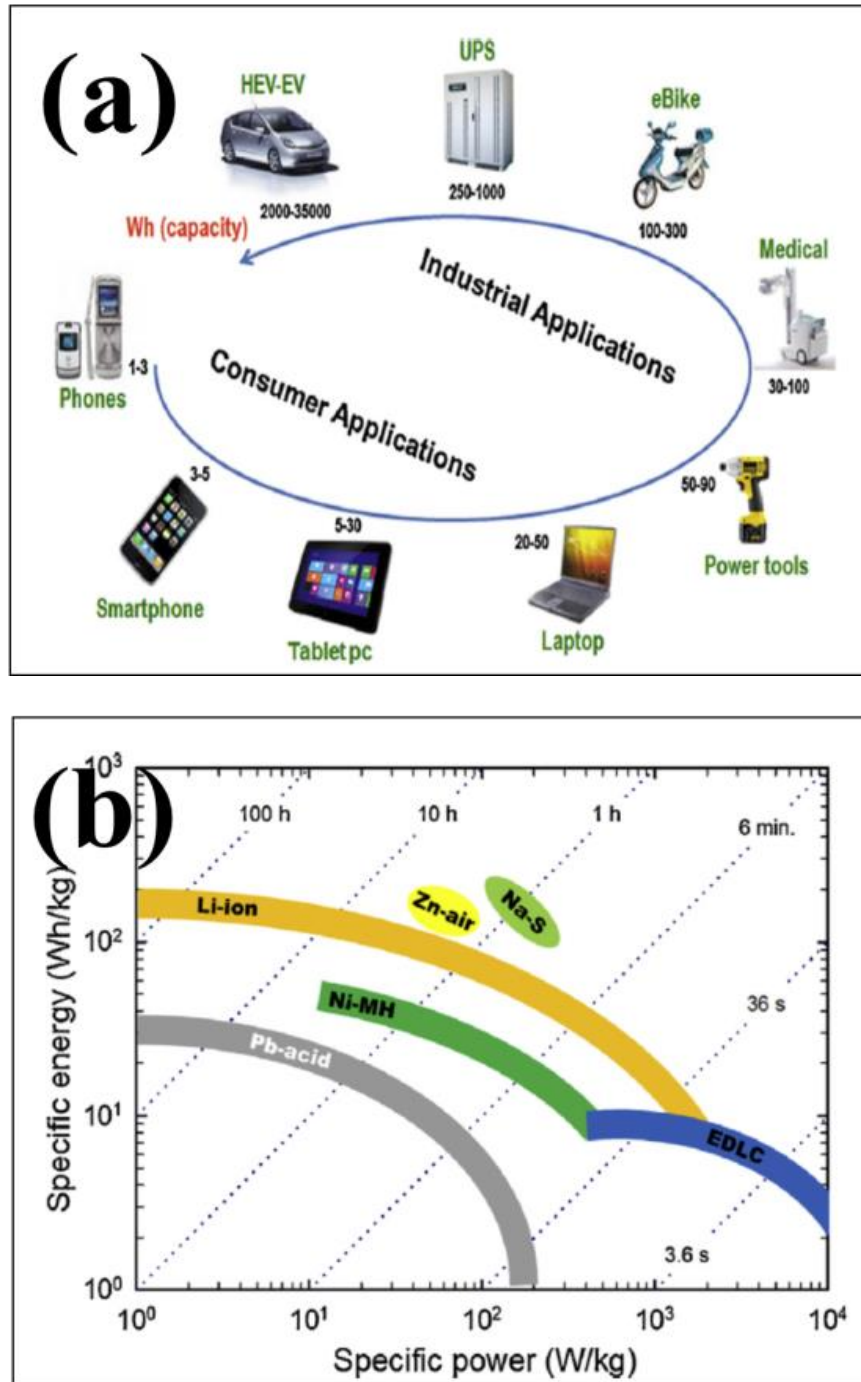 (a)
HEV-EV
UPS
eBike
2000-35000
250-1000
100-300
Wh (capacity)
Industrial Applications
Medical
30-100
Phones
1-3
Consumer Applications
3-5
Smartphone
5-30
Tablet pc
20-50
Laptop
50-90
Power tools
(b)
10³
100 h
10 h
1 h
6 min.
Li-ion
Zn-air
Na-S
10²
Ni-MH
36 s
Pb-acid
10¹
EDLC
3.6 s
10⁰
Specific energy (Wh/kg)
10⁰
10¹
10²
10³
10⁴
Specific power (W/kg)